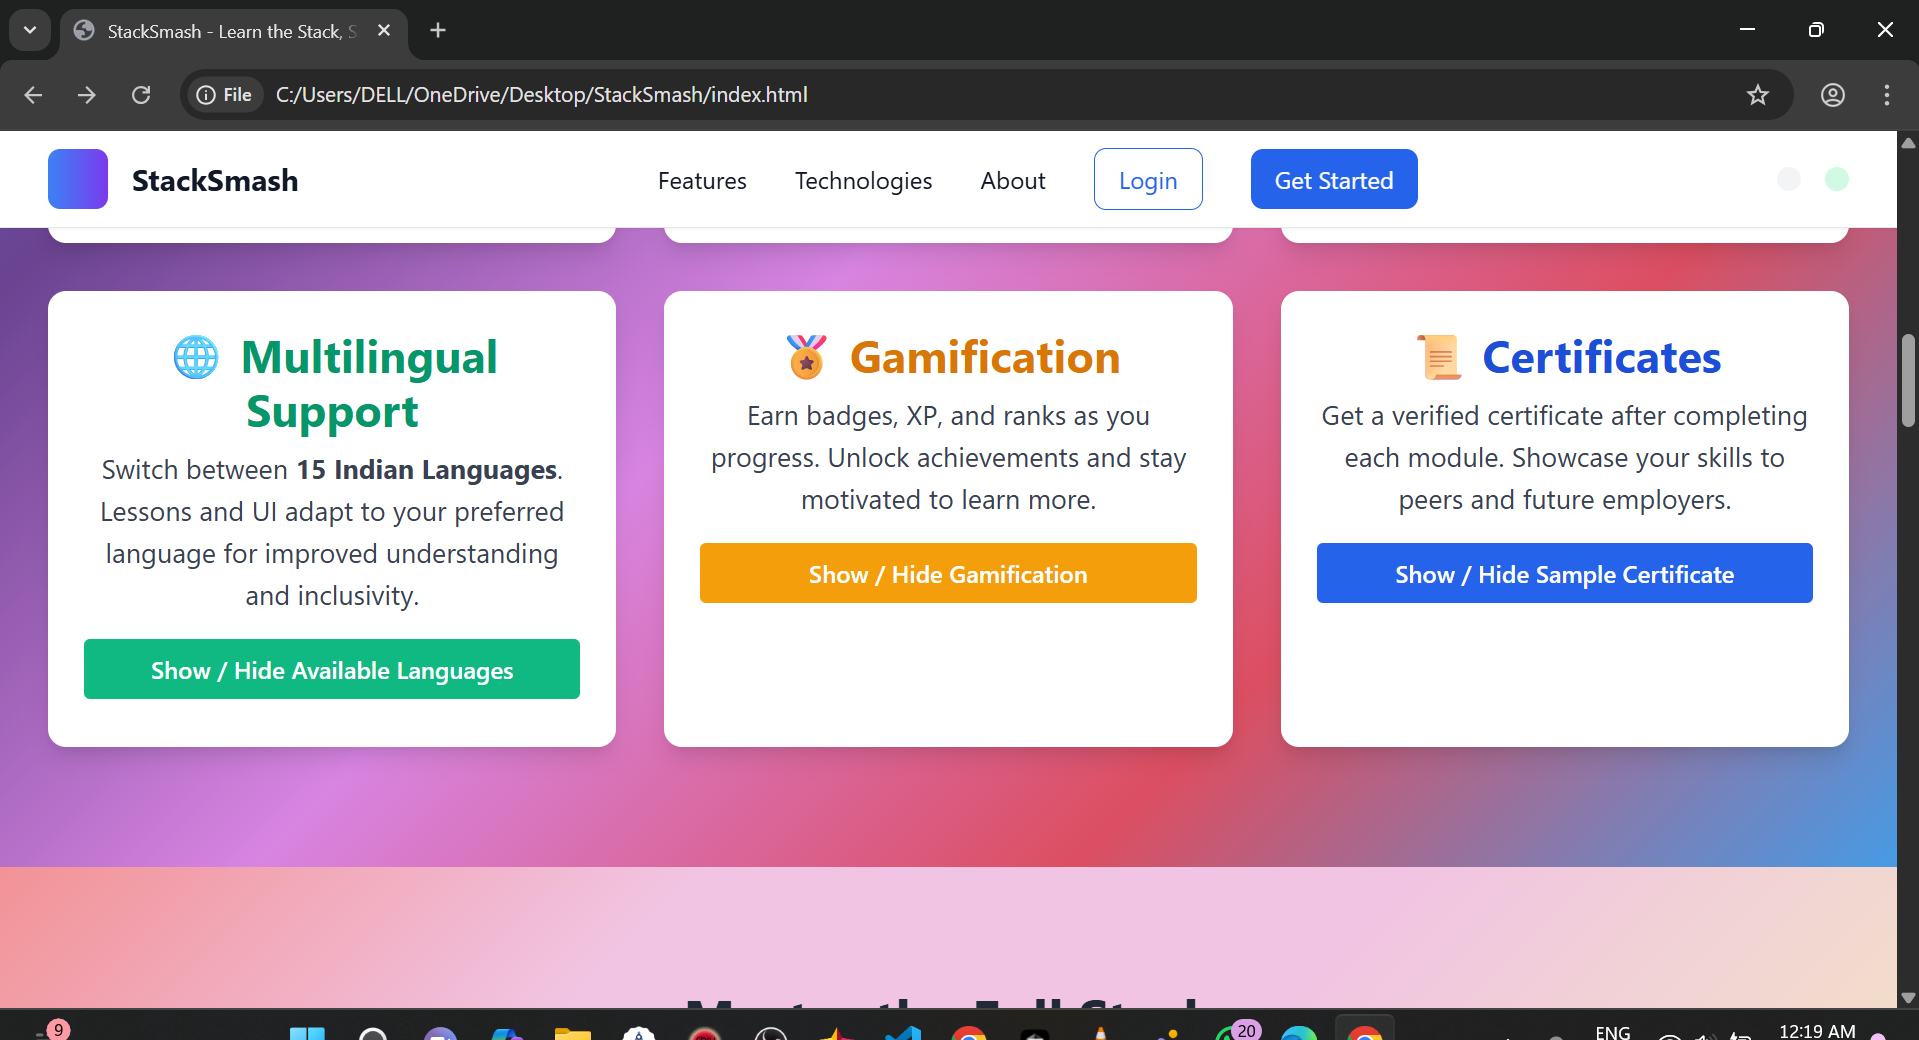 StackSmash - Learn the Stack, S
File
C:/Users/DELL/OneDrive/Desktop/StackSmash/index.html
StackSmash
Features
Technologies
About
Login
Get Started
🌐 Multilingual
Support
Switch between 15 Indian Languages.
Lessons and UI adapt to your preferred
language for improved understanding
and inclusivity.
Show / Hide Available Languages
🏅 Gamification
Earn badges, XP, and ranks as you
progress. Unlock achievements and stay
motivated to learn more.
Show / Hide Gamification
📜 Certificates
Get a verified certificate after completing
each module. Showcase your skills to
peers and future employers.
Show / Hide Sample Certificate
9
20
ENG
12:19 AM